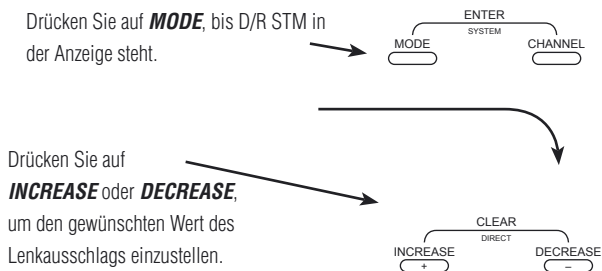 Drücken Sie auf MODE, bis D/R STM in
der Anzeige steht.
ENTER
SYSTEM
MODE
CHANNEL
Drücken Sie auf
INCREASE oder DECREASE,
um den gewünschten Wert des
Lenkausschlags einzustellen.
CLEAR
DIRECT
INCREASE
DECREASE
+
–